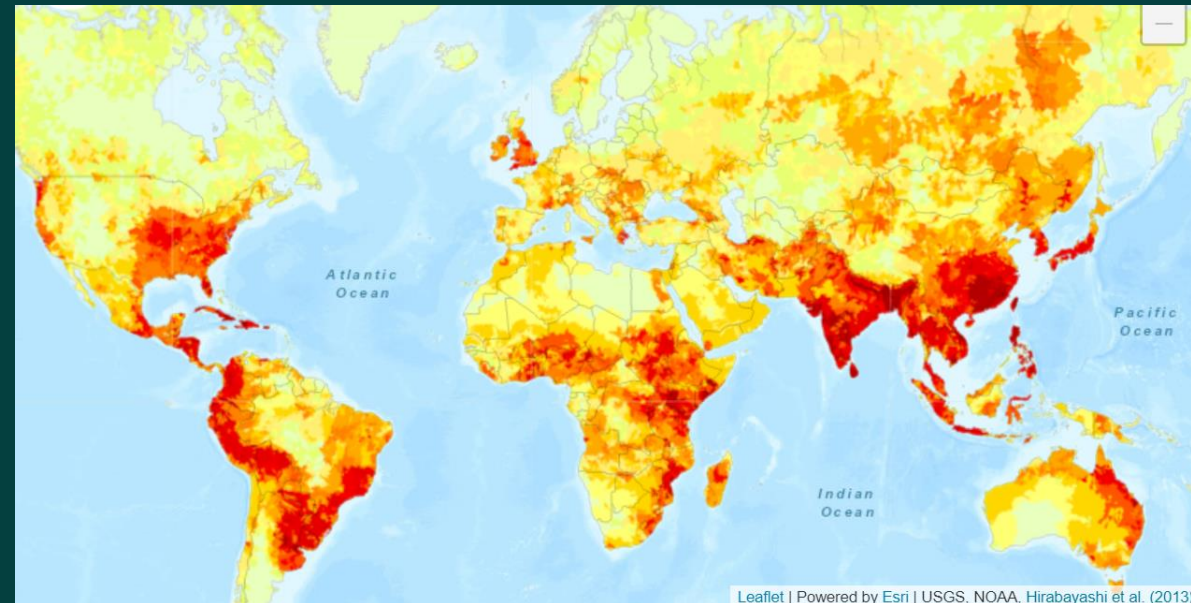 Atlantic
Ocean
Pacific
Ocean
Indian
Ocean
Leaflet | Powered by Esri | USGS, NOAA, Hirabayashi et al. (2013)